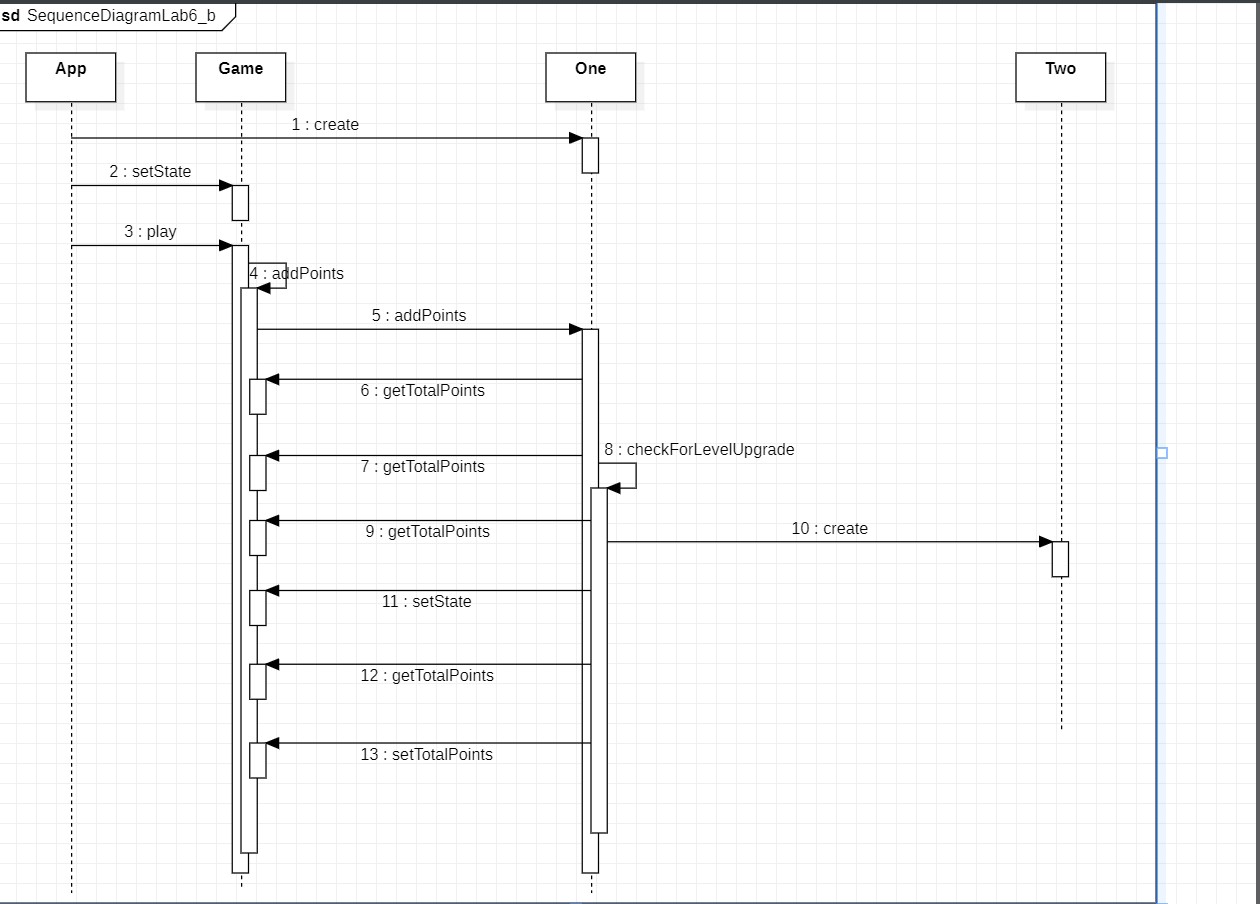 sd SequenceDiagramLab6_b
App
Game
One
Two
1 : create
2 : setState
3 : play
4 : addPoints
5 : addPoints
6 : getTotalPoints
8 : checkForLevelUpgrade
7 : getTotalPoints
10 : create
9 : getTotalPoints
11 : setState
12 : getTotalPoints
13 : setTotalPoints